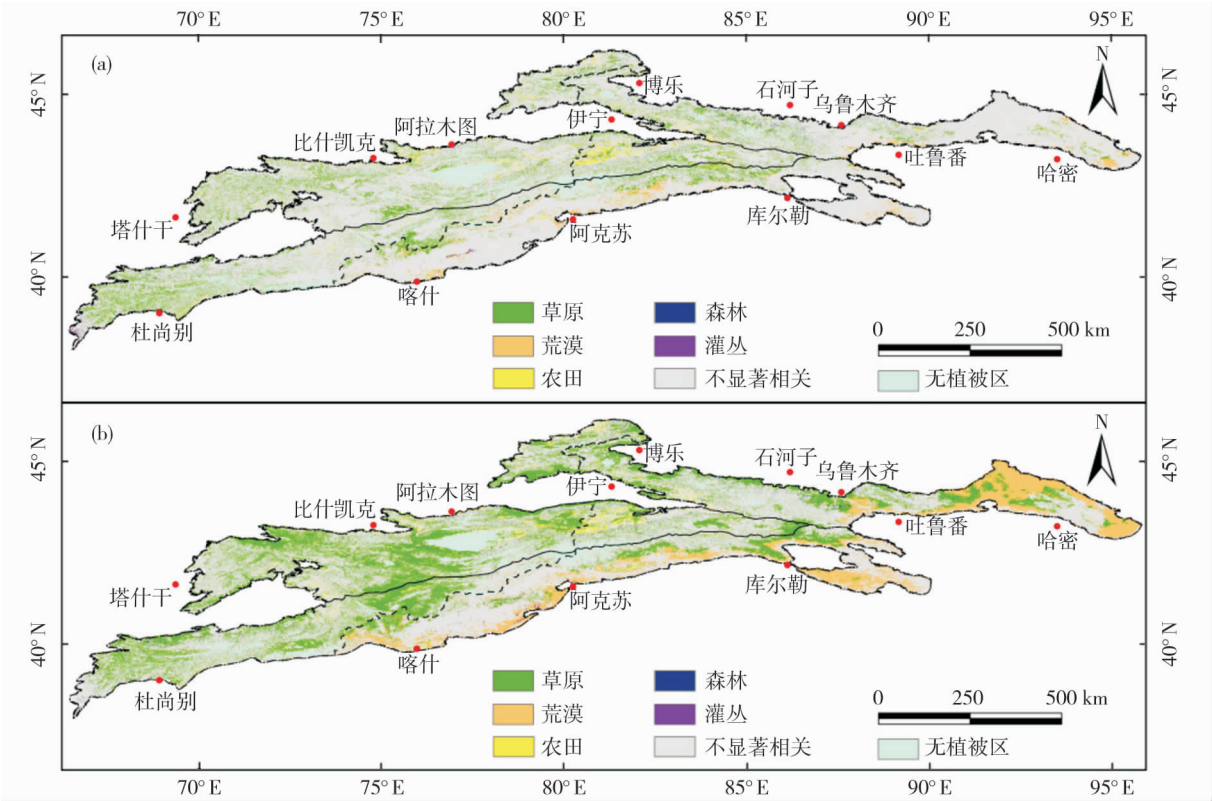 70° E 75° E 80° E 85° E 90° E 95° E
(a)
N
45° N
45° N
博乐
石河子
乌鲁木齐
伊宁
阿拉木图
比什凯克
吐鲁番
哈密
塔什干
库尔勒
阿克苏
40° N
40° N
喀什
杜尚别
草原
森林
0 250 500 km
荒漠
灌丛
农田
不显著相关
无植被区
(b)
N
45° N
45° N
博乐
石河子
乌鲁木齐
伊宁
阿拉木图
比什凯克
吐鲁番
哈密
塔什干
库尔勒
阿克苏
40° N
40° N
喀什
杜尚别
草原
森林
0 250 500 km
荒漠
灌丛
农田
不显著相关
无植被区
70° E 75° E 80° E 85° E 90° E 95° E